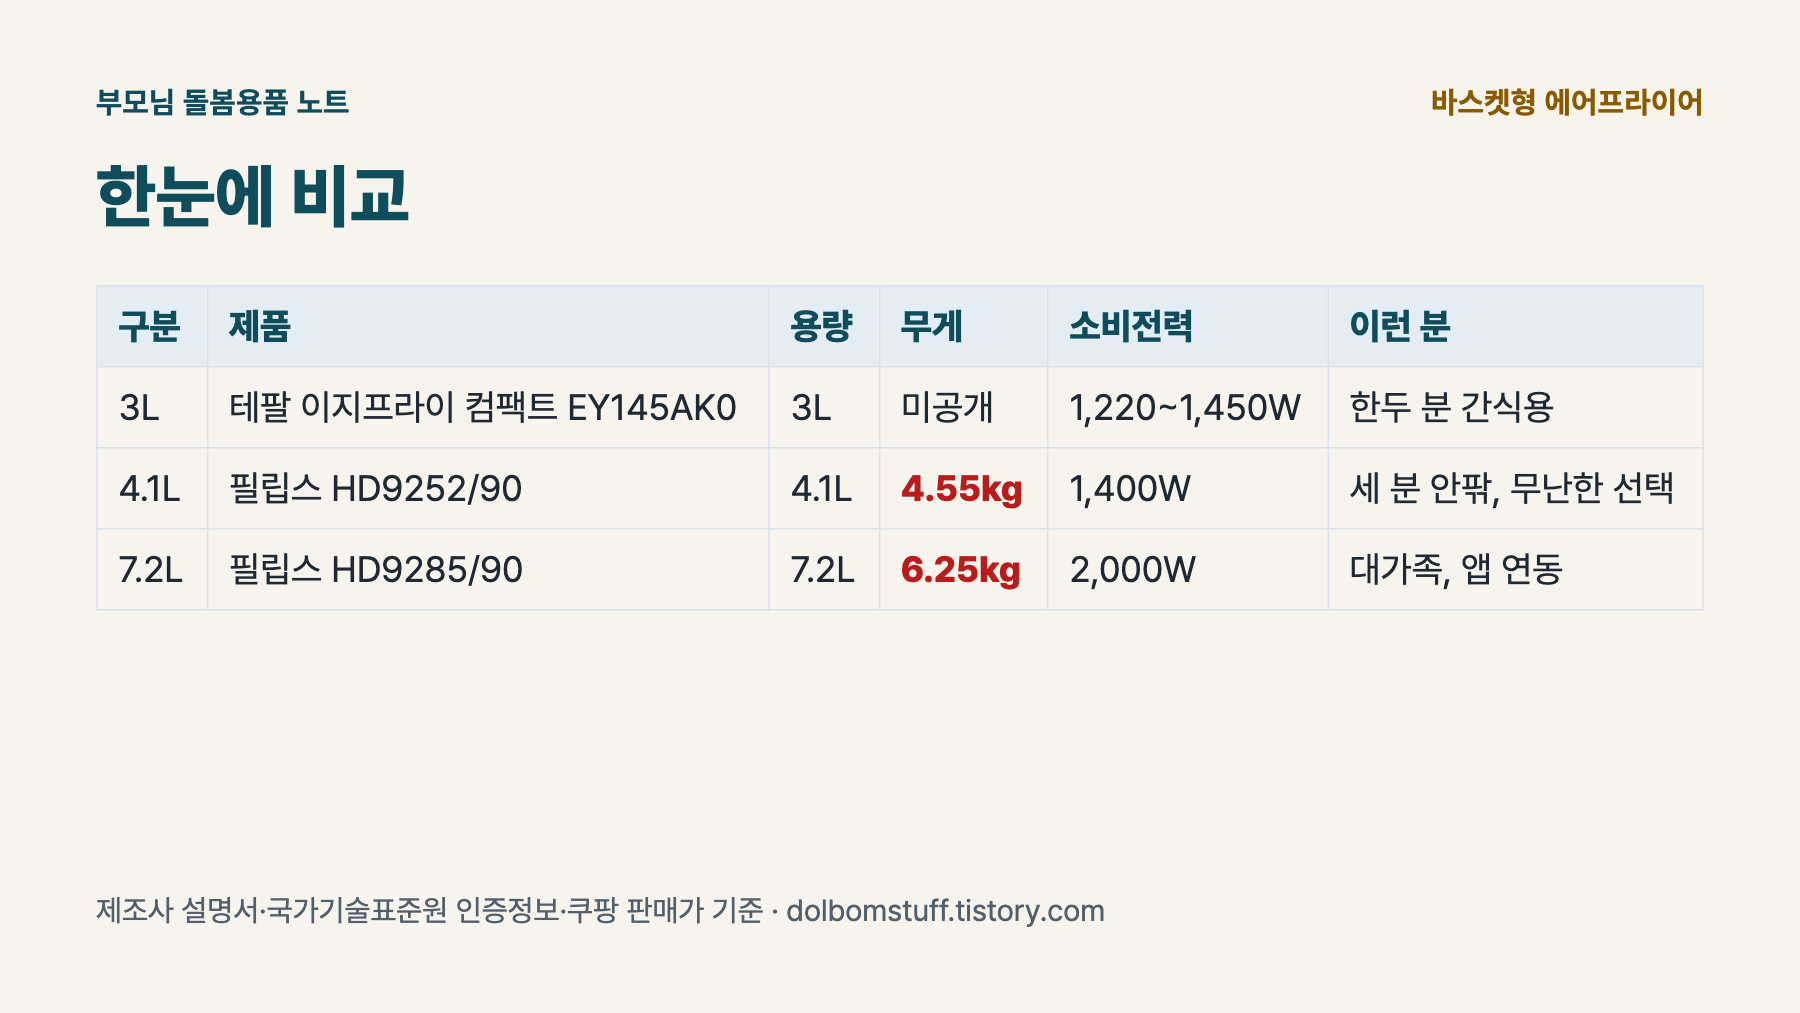 부모님 돌봄용품 노트
바스켓형 에어프라이어
한눈에 비교
구분 제품 용량 무게 소비전력 이런 분
3L 테팔 이지프라이 컴팩트 EY145AK0 3L 미공개 1,220~1,450W 한두 분 간식용
4.1L 필립스 HD9252/90 4.1L 4.55kg 1,400W 세 분 안팎, 무난한 선택
7.2L 필립스 HD9285/90 7.2L 6.25kg 2,000W 대가족, 앱 연동
제조사 설명서·국가기술표준원 인증정보·쿠팡 판매가 기준 · dolbomstuff.tistory.com